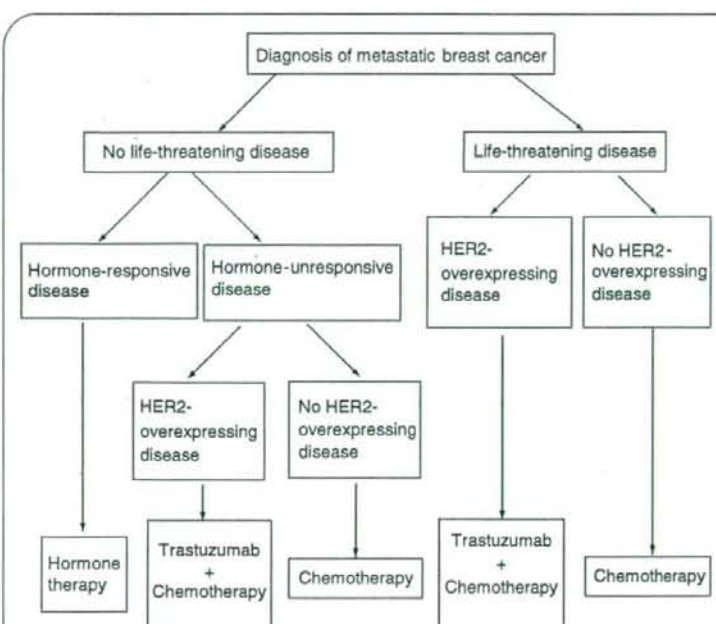 Diagnosis of metastatic breast cancer
No life-threatening disease
Life-threatening disease
Hormone-responsive
disease
Hormone-unresponsive
disease
HER2-
overexpressing
disease
No HER2-
overexpressing
disease
HER2-
overexpressing
disease
No HER2-
overexpressing
disease
Hormone
therapy
Trastuzumab
+
Chemotherapy
Chemotherapy
Trastuzumab
+
Chemotherapy
Chemotherapy